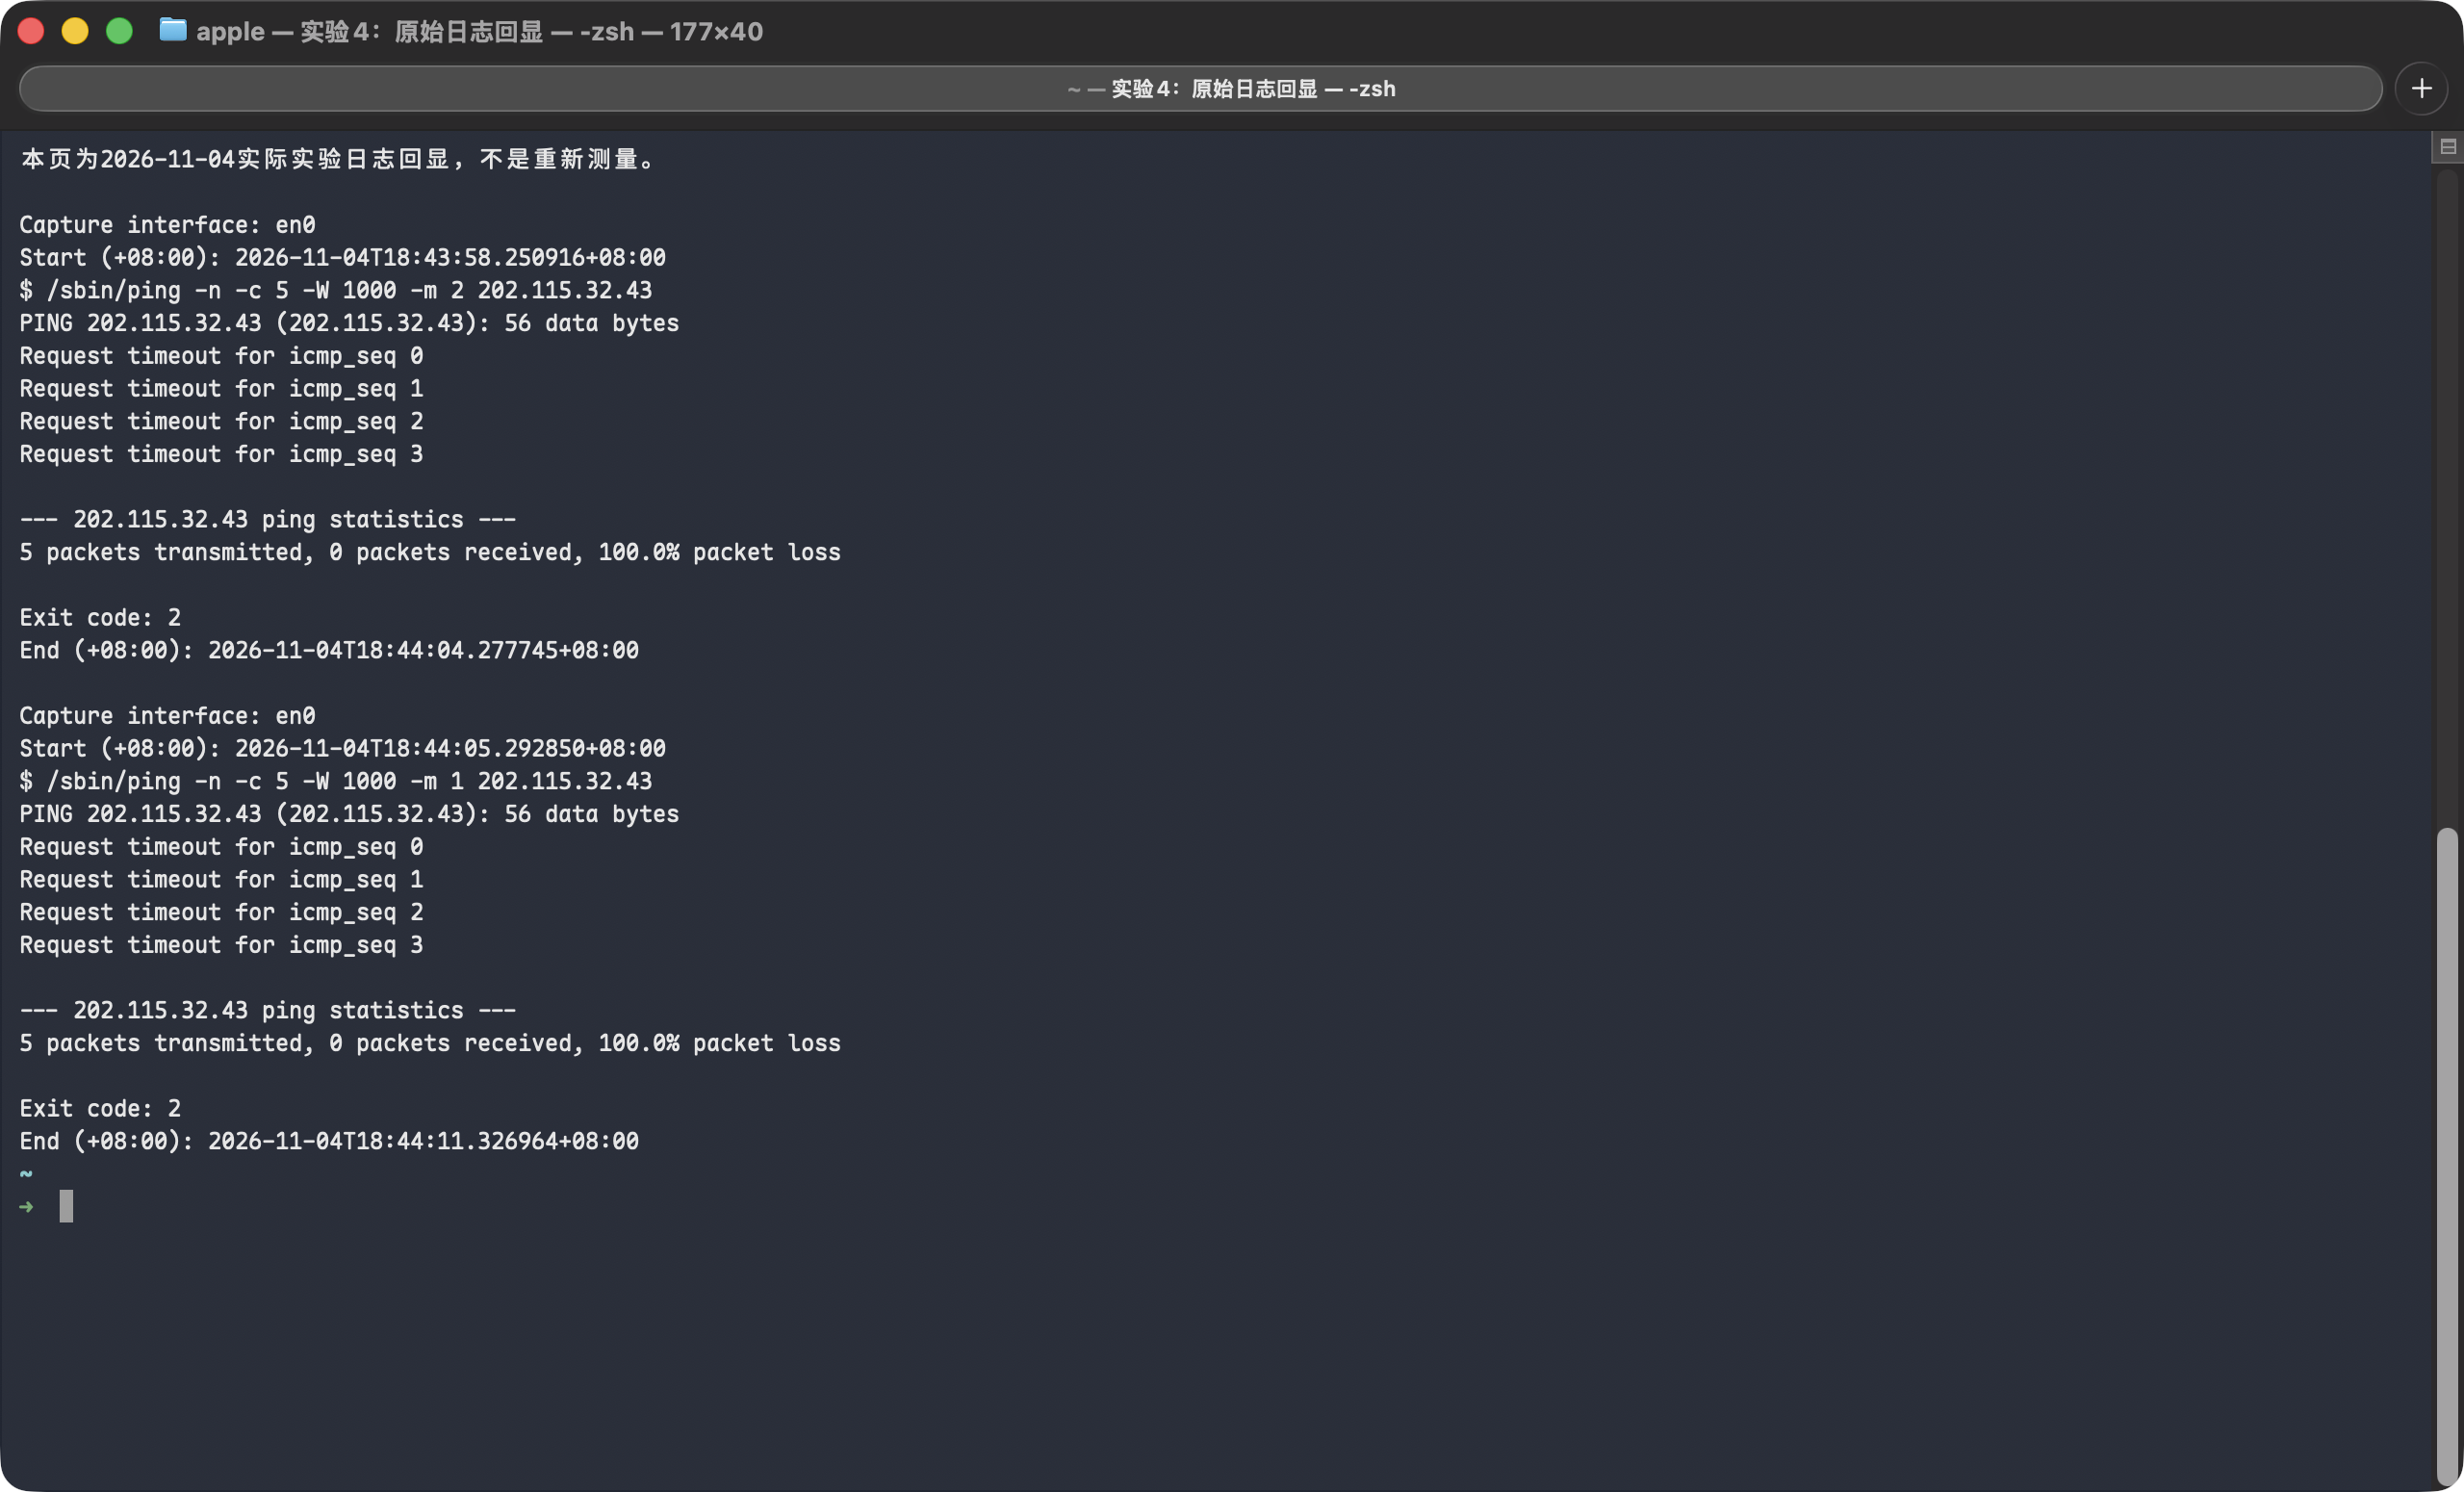 apple — 实验4：原始日志回显 — -zsh — 177×40
~ — 实验4：原始日志回显 — -zsh
本页为2026-11-04实际实验日志回显，不是重新测量。
Capture interface: en0
Start (+08:00): 2026-11-04T18:43:58.250916+08:00
$ /sbin/ping -n -c 5 -W 1000 -m 2 202.115.32.43
PING 202.115.32.43 (202.115.32.43): 56 data bytes
Request timeout for icmp_seq 0
Request timeout for icmp_seq 1
Request timeout for icmp_seq 2
Request timeout for icmp_seq 3
--- 202.115.32.43 ping statistics ---
5 packets transmitted, 0 packets received, 100.0% packet loss
Exit code: 2
End (+08:00): 2026-11-04T18:44:04.277745+08:00
Capture interface: en0
Start (+08:00): 2026-11-04T18:44:05.292850+08:00
$ /sbin/ping -n -c 5 -W 1000 -m 1 202.115.32.43
PING 202.115.32.43 (202.115.32.43): 56 data bytes
Request timeout for icmp_seq 0
Request timeout for icmp_seq 1
Request timeout for icmp_seq 2
Request timeout for icmp_seq 3
--- 202.115.32.43 ping statistics ---
5 packets transmitted, 0 packets received, 100.0% packet loss
Exit code: 2
End (+08:00): 2026-11-04T18:44:11.326964+08:00
~
➜